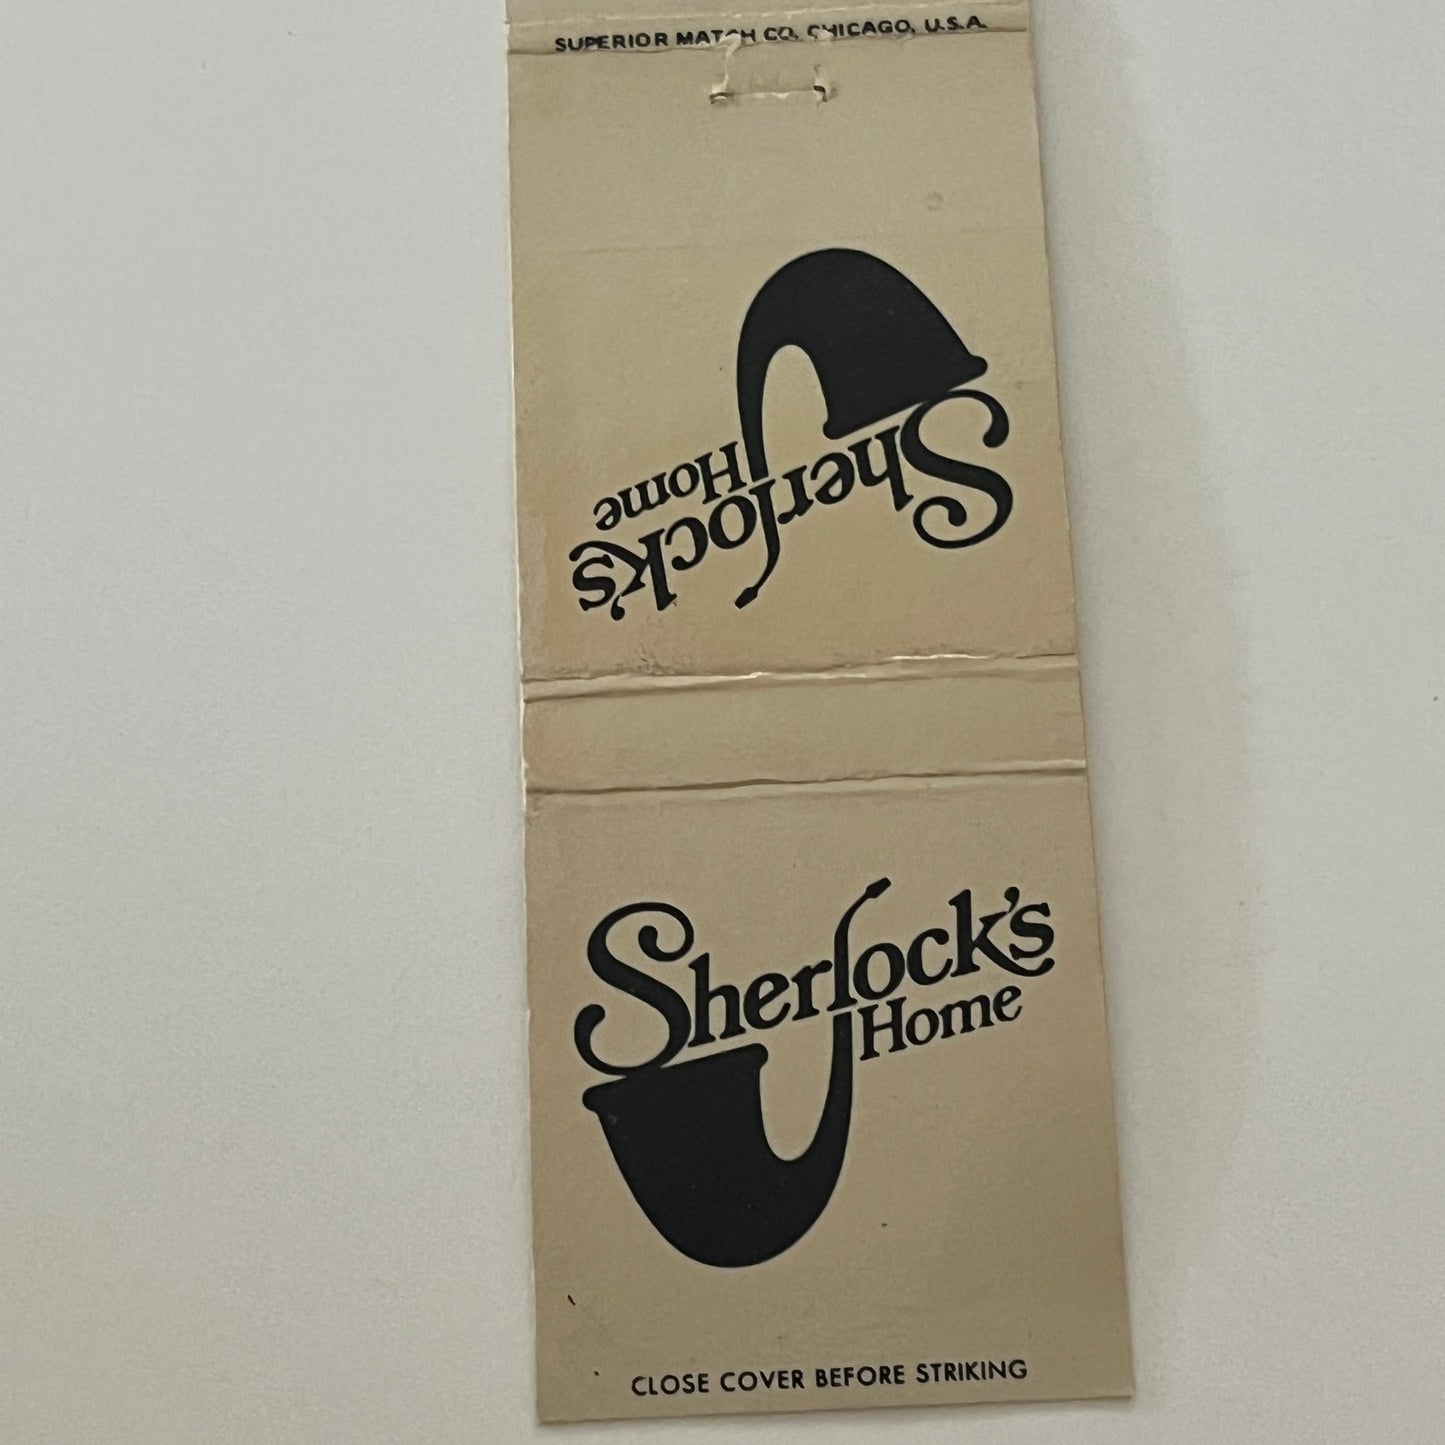 SUPERIOR MATCH CO. CHICAGO, U.S.A.
Sherlock's
Home
Sherlock's
Home
CLOSE COVER BEFORE STRIKING